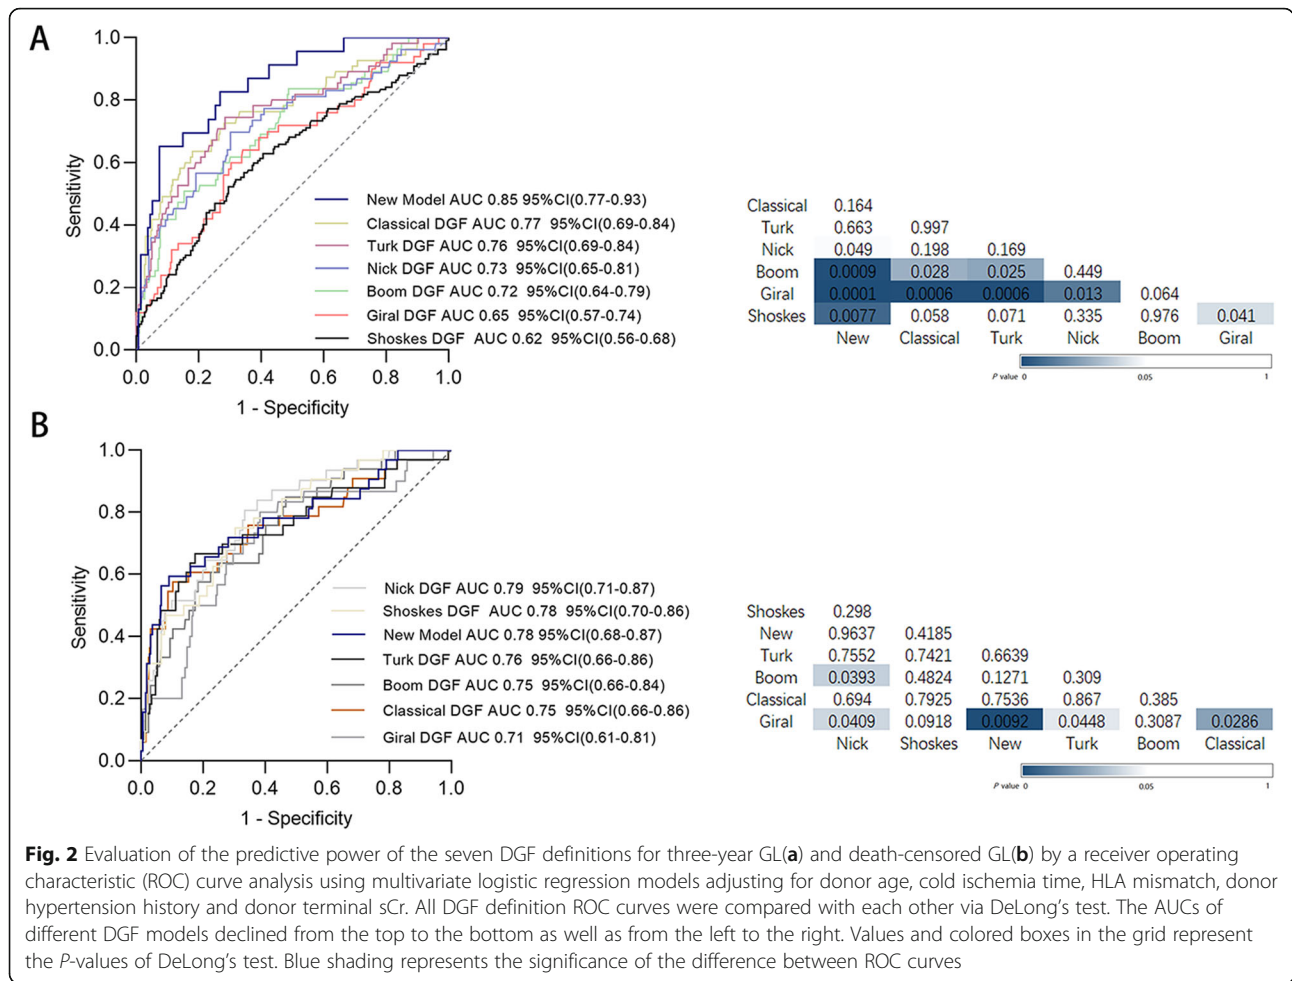 A
1.0
0.8
0.6
0.4
0.2
0.0
Sensitivity
0.0 0.2 0.4 0.6 0.8 1.0
1 - Specificity
New Model AUC 0.85 95%CI(0.77-0.93)
Classical DGF AUC 0.77 95%CI(0.69-0.84)
Turk DGF AUC 0.76 95%CI(0.69-0.84)
Nick DGF AUC 0.73 95%CI(0.65-0.81)
Boom DGF AUC 0.72 95%CI(0.64-0.79)
Giral DGF AUC 0.65 95%CI(0.57-0.74)
Shoskes DGF AUC 0.62 95%CI(0.56-0.68)
Classical 0.164
Turk 0.663 0.997
Nick 0.049 0.198 0.169
Boom 0.0009 0.028 0.025 0.449
Giral 0.0001 0.0006 0.0006 0.013 0.064
Shoskes 0.0077 0.058 0.071 0.335 0.976 0.041
New Classical Turk Nick Boom Giral
P value 0 0.05 1
B
1.0
0.8
0.6
0.4
0.2
0.0
Sensitivity
0.0 0.2 0.4 0.6 0.8 1.0
1 - Specificity
Nick DGF AUC 0.79 95%CI(0.71-0.87)
Shoskes DGF AUC 0.78 95%CI(0.70-0.86)
New Model AUC 0.78 95%CI(0.68-0.87)
Turk DGF AUC 0.76 95%CI(0.66-0.86)
Boom DGF AUC 0.75 95%CI(0.66-0.84)
Classical DGF AUC 0.75 95%CI(0.66-0.86)
Giral DGF AUC 0.71 95%CI(0.61-0.81)
Shoskes 0.298
New 0.9637 0.4185
Turk 0.7552 0.7421 0.6639
Boom 0.0393 0.4824 0.1271 0.309
Classical 0.694 0.7925 0.7536 0.867 0.385
Giral 0.0409 0.0918 0.0092 0.0448 0.3087 0.0286
Nick Shoskes New Turk Boom Classical
P value 0 0.05 1
Fig. 2 Evaluation of the predictive power of the seven DGF definitions for three-year GL(a) and death-censored GL(b) by a receiver operating
characteristic (ROC) curve analysis using multivariate logistic regression models adjusting for donor age, cold ischemia time, HLA mismatch, donor
hypertension history and donor terminal sCr. All DGF definition ROC curves were compared with each other via DeLong's test. The AUCs of
different DGF models declined from the top to the bottom as well as from the left to the right. Values and colored boxes in the grid represent
the P-values of DeLong's test. Blue shading represents the significance of the difference between ROC curves